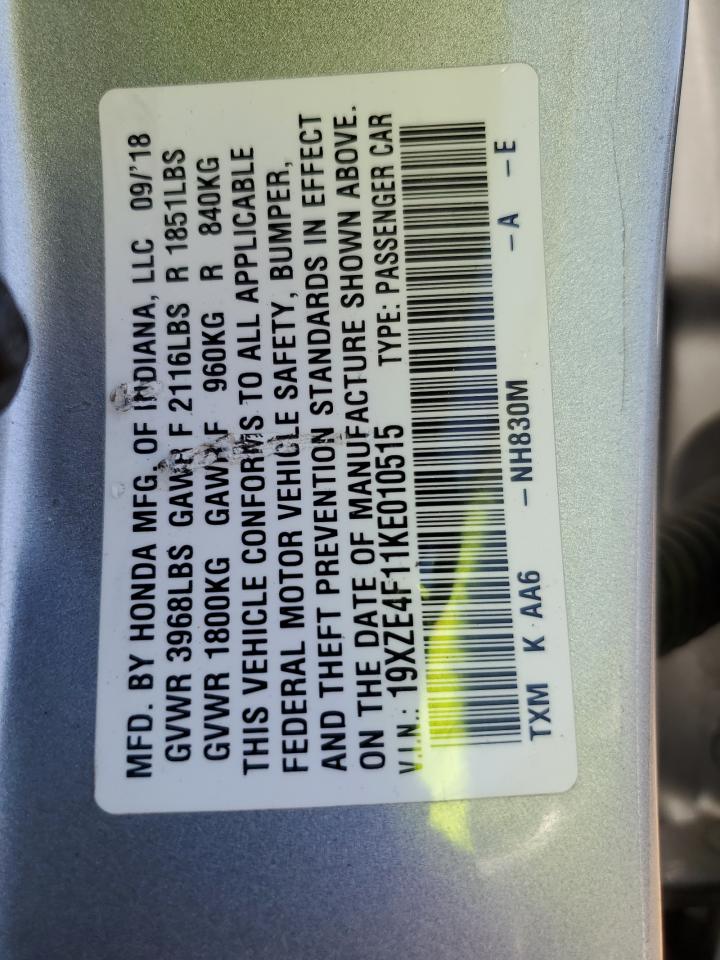 MFD. BY HONDA MFG. OF INDIANA, LLC 09/'18
GVWR 3968LBS GAWR F 2116LBS R 1851LBS
GVWR 1800KG GAWR F 960KG R 840KG
THIS VEHICLE CONFORMS TO ALL APPLICABLE
FEDERAL MOTOR VEHICLE SAFETY, BUMPER,
AND THEFT PREVENTION STANDARDS IN EFFECT
ON THE DATE OF MANUFACTURE SHOWN ABOVE.
V.I.N.: 19XZE4F11KE010515 TYPE: PASSENGER CAR
TXM K AA6 –NH830M –A –E